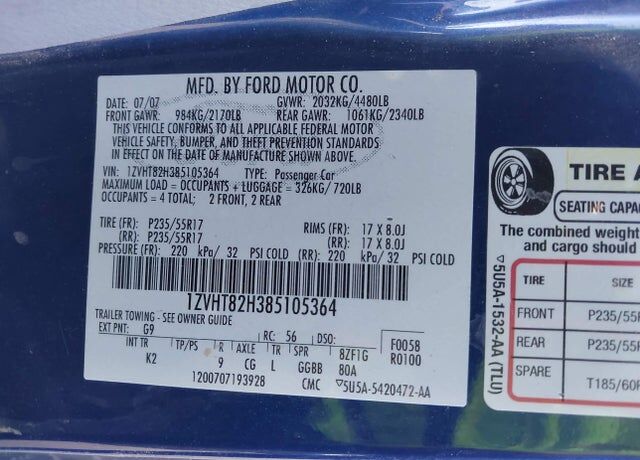 MFD. BY FORD MOTOR CO.
DATE: 07/07 GVWR: 2032KG/4480LB
FRONT GAWR: 984KG/2170LB REAR GAWR: 1061KG/2340LB
THIS VEHICLE CONFORMS TO ALL APPLICABLE FEDERAL MOTOR
VEHICLE SAFETY, BUMPER, AND THEFT PREVENTION STANDARDS
IN EFFECT ON THE DATE OF MANUFACTURE SHOWN ABOVE.
VIN: 1ZVHT82H385105364 TYPE: Passenger Car
MAXIMUM LOAD = OCCUPANTS + LUGGAGE = 326KG/720LB
OCCUPANTS = 4 TOTAL: 2 FRONT, 2 REAR
TIRE (FR): P235/55R17 RIMS (FR): 17 X 8.0J
(RR): P235/55R17 (RR): 17 X 8.0J
PRESSURE (FR): 220 kPa/ 32 PSI COLD (RR): 220 kPa/ 32 PSI COLD
1ZVHT82H385105364
TRAILER TOWING - SEE OWNER GUIDE
EXT PNT: G9 RC: 56 DSO: F0058
INT TR TP/PS R AXLE TR SPR 8ZF1G R0100
K2 9 CG L GGBB 80A
1200707193928 CMC ▽5U5A-5420472-AA
TIRE A
SEATING CAPA
The combined weight
and cargo should
▽5U5A-1532-AA (TLU)
TIRE SIZE
FRONT P235/55R
REAR P235/55R
SPARE T185/60R